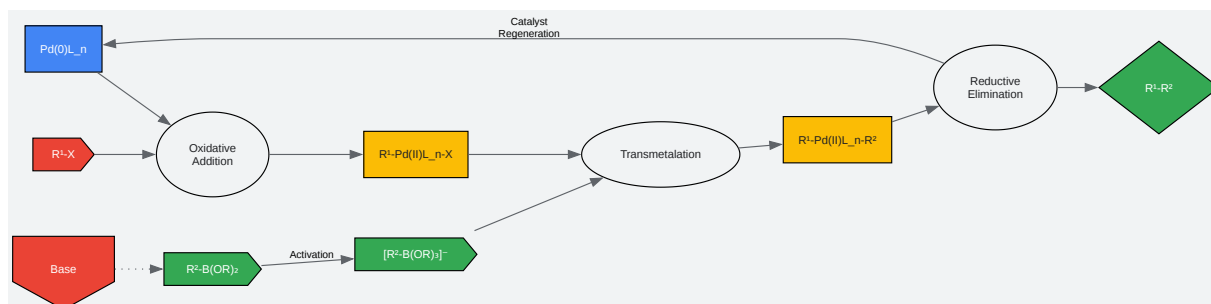 Catalyst
Regeneration
Pd(0)L_n
Reductive
Elimination
R¹-R²
R¹-X
Oxidative
Addition
R¹-Pd(II)L_n-X
Transmetalation
R¹-Pd(II)L_n-R²
Base
R²-B(OR)₂
Activation
[R²-B(OR)₃]⁻